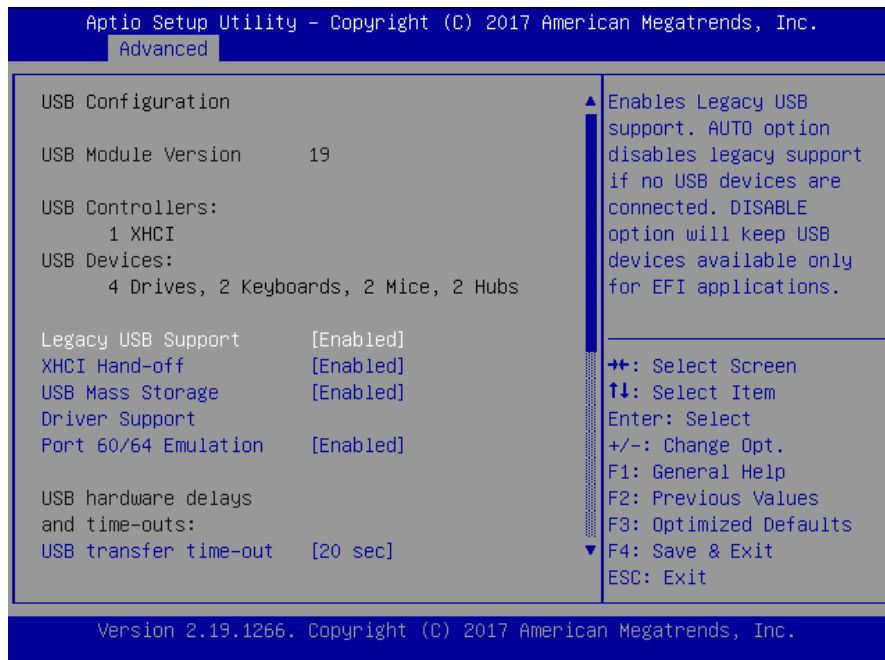 Aptio Setup Utility – Copyright (C) 2017 American Megatrends, Inc.
Advanced
USB Configuration
USB Module Version 19
USB Controllers:
1 XHCI
USB Devices:
4 Drives, 2 Keyboards, 2 Mice, 2 Hubs
Legacy USB Support [Enabled]
XHCI Hand-off [Enabled]
USB Mass Storage [Enabled]
Driver Support
Port 60/64 Emulation [Enabled]
USB hardware delays
and time-outs:
USB transfer time-out [20 sec]
Enables Legacy USB
support. AUTO option
disables legacy support
if no USB devices are
connected. DISABLE
option will keep USB
devices available only
for EFI applications.
→←: Select Screen
↑↓: Select Item
Enter: Select
+/-: Change Opt.
F1: General Help
F2: Previous Values
F3: Optimized Defaults
F4: Save & Exit
ESC: Exit
Version 2.19.1266. Copyright (C) 2017 American Megatrends, Inc.